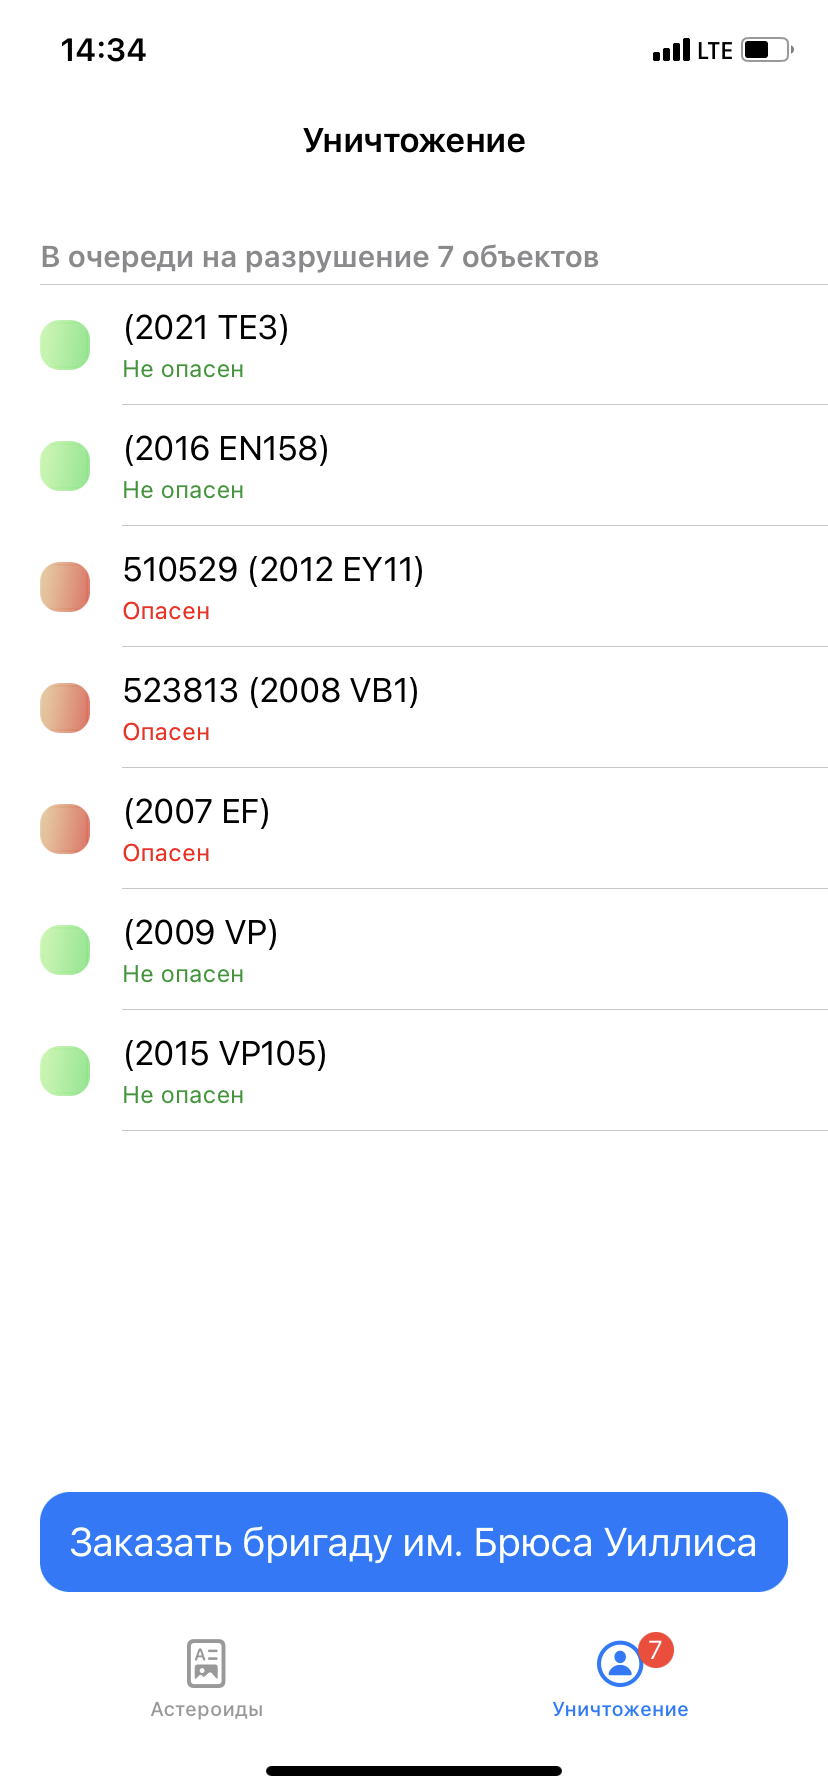 14:34
LTE
Уничтожение
В очереди на разрушение 7 объектов
(2021 TE3)
Не опасен
(2016 EN158)
Не опасен
510529 (2012 EY11)
Опасен
523813 (2008 VB1)
Опасен
(2007 EF)
Опасен
(2009 VP)
Не опасен
(2015 VP105)
Не опасен
Заказать бригаду им. Брюса Уиллиса
A
7
Астероиды
Уничтожение